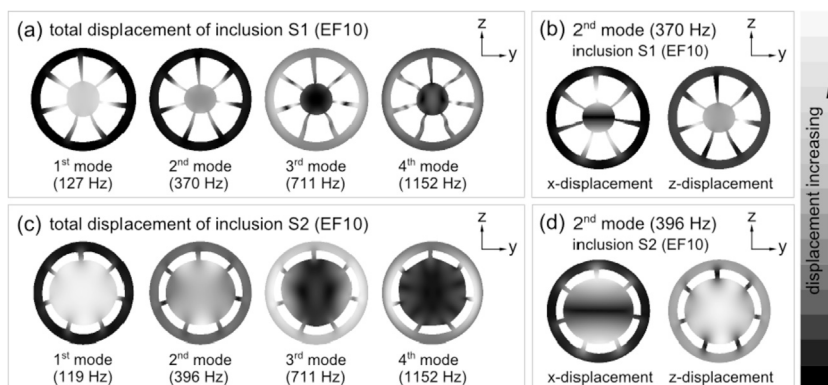 (a) total displacement of inclusion S1 (EF10)
z
y
1st mode
(127 Hz)
2nd mode
(370 Hz)
3rd mode
(711 Hz)
4th mode
(1152 Hz)
(b) 2nd mode (370 Hz)
inclusion S1 (EF10)
z
y
x-displacement
z-displacement
(c) total displacement of inclusion S2 (EF10)
z
y
1st mode
(119 Hz)
2nd mode
(396 Hz)
3rd mode
(711 Hz)
4th mode
(1152 Hz)
(d) 2nd mode (396 Hz)
inclusion S2 (EF10)
z
y
x-displacement
z-displacement
displacement increasing